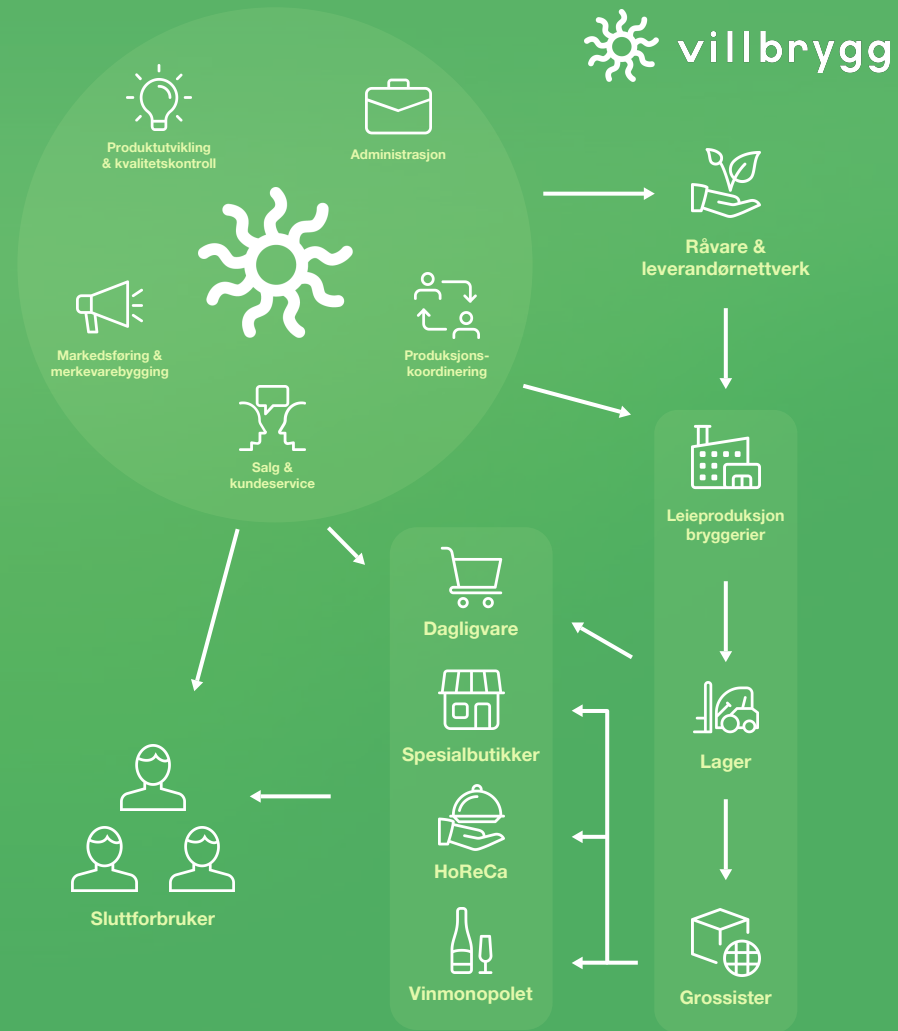 villbrygg
Produktutvikling
& kvalitetskontroll
Administrasjon
Råvare &
leverandørnettverk
Markedsføring &
merkevarebygging
Produksjons-
koordinering
Salg &
kundeservice
Leieproduksjon
bryggerier
Dagligvare
Spesialbutikker
Lager
HoReCa
Sluttforbruker
Vinmonopolet
Grossister